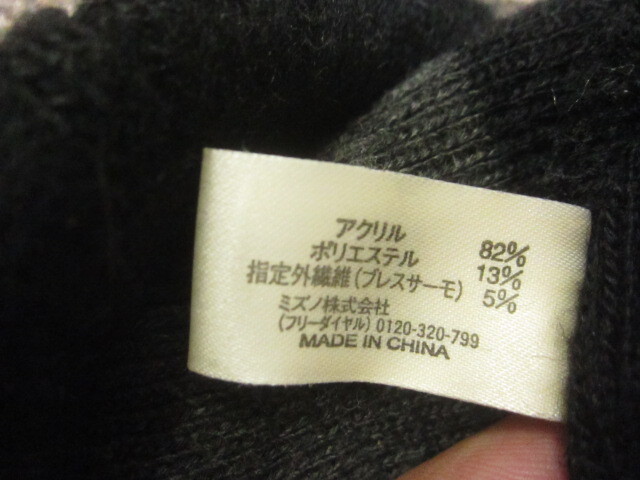 アクリル 82%
ポリエステル 13%
指定外繊維(ブレスサーモ) 5%
ミズノ株式会社
(フリーダイヤル) 0120-320-799
MADE IN CHINA